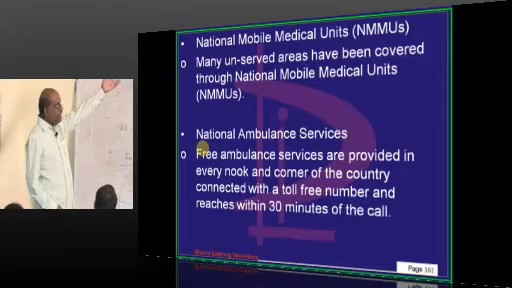 • National Mobile Medical Units (NMMUs)
o Many un-served areas have been covered
through National Mobile Medical Units
(NMMUs).
• National Ambulance Services
o Free ambulance services are provided in
every nook and corner of the country
connected with a toll free number and
reaches within 30 minutes of the call.
Page 161